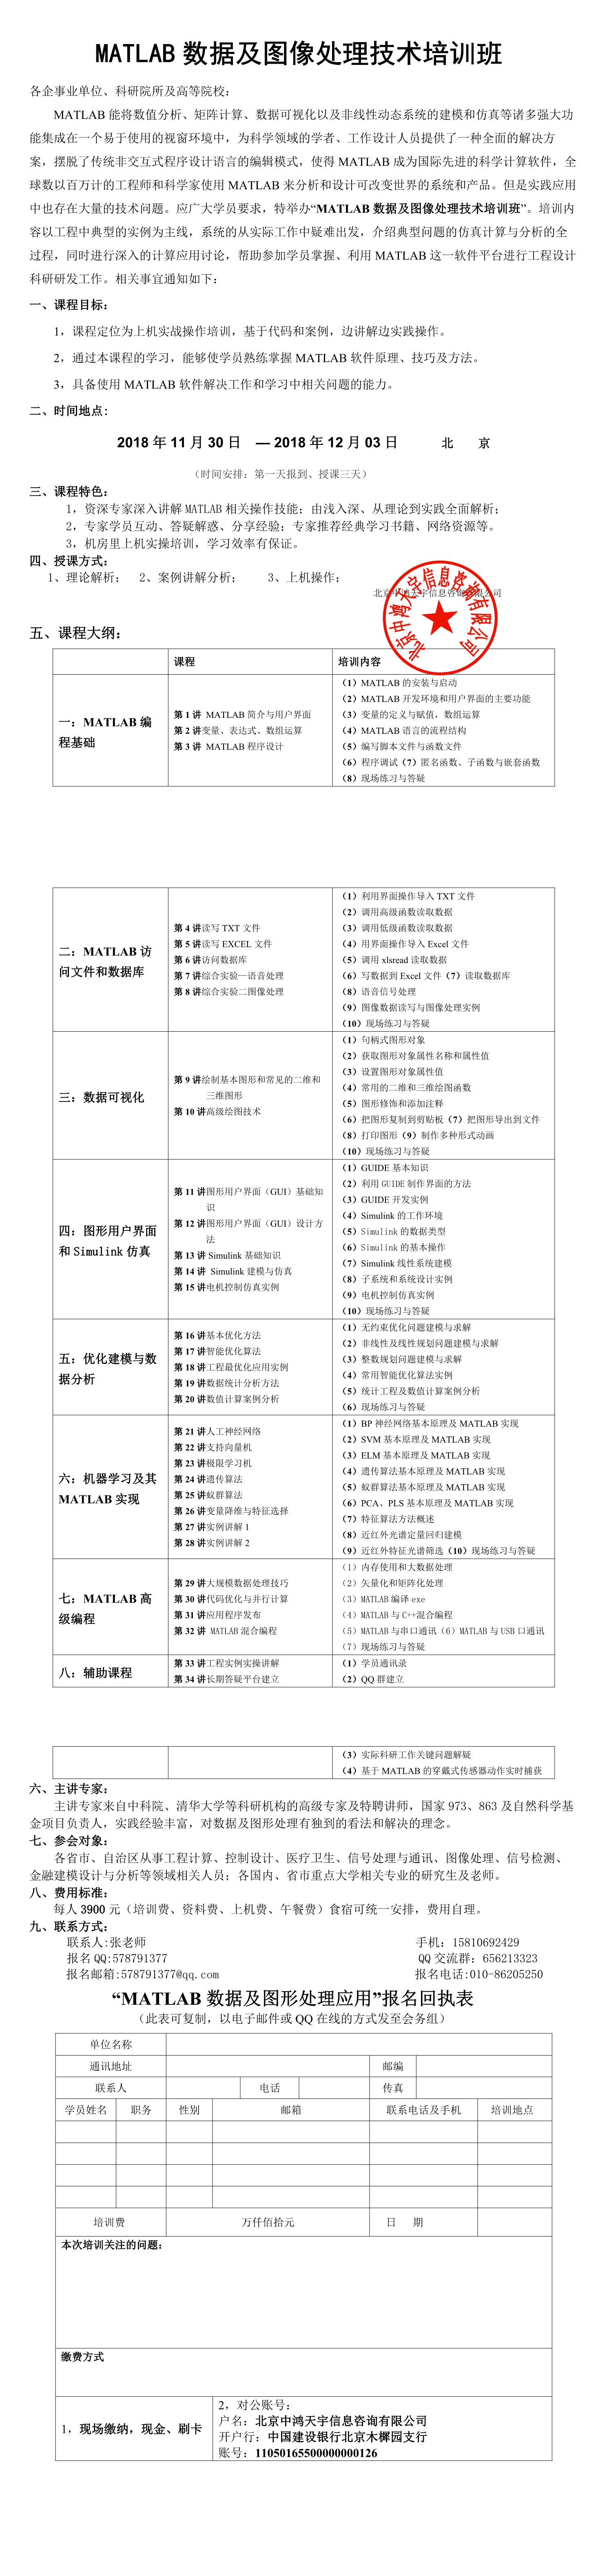 MATLAB 数据及图像处理技术培训班
各企事业单位、科研院所及高等院校：
MATLAB 能将数值分析、矩阵计算、数据可视化以及非线性动态系统的建模和仿真等诸多强大功
能集成在一个易于使用的视窗环境中，为科学领域的学者、工作设计人员提供了一种全面的解决方
案，摆脱了传统非交互式程序设计语言的编辑模式，使得 MATLAB 成为国际先进的科学计算软件，全
球数以百万计的工程师和科学家使用 MATLAB 来分析和设计可改变世界的系统和产品。但是实践应用
中也存在大量的技术问题。应广大学员要求，特举办“MATLAB 数据及图像处理技术培训班”。培训内
容以工程中典型的实例为主线，系统的从实际工作中疑难出发，介绍典型问题的仿真计算与分析的全
过程，同时进行深入的计算应用讨论，帮助参加学员掌握、利用 MATLAB 这一软件平台进行工程设计
科研研发工作。相关事宜通知如下：
一、课程目标：
1，课程定位为上机实战操作培训，基于代码和案例，边讲解边实践操作。
2，通过本课程的学习，能够使学员熟练掌握 MATLAB 软件原理、技巧及方法。
3，具备使用 MATLAB 软件解决工作和学习中相关问题的能力。
二、时间地点：
2018 年 11 月 30 日 — 2018 年 12 月 03 日 北 京
（时间安排：第一天报到、授课三天）
三、课程特色：
1，资深专家深入讲解 MATLAB 相关操作技能；由浅入深、从理论到实践全面解析；
2，专家学员互动、答疑解惑、分享经验；专家推荐经典学习书籍、网络资源等。
3，机房里上机实操培训，学习效率有保证。
四、授课方式：
1、理论解析； 2、案例讲解分析； 3、上机操作；
北京中鸿天宇信息咨询有限公司
北京中鸿天宇信息咨询有限公司
五、课程大纲：
课程 培训内容
一：MATLAB 编
程基础
第 1 讲 MATLAB 简介与用户界面
第 2 讲变量、表达式、数组运算
第 3 讲 MATLAB 程序设计
（1）MATLAB 的安装与启动
（2）MATLAB 开发环境和用户界面的主要功能
（3）变量的定义与赋值，数组运算
（4）MATLAB 语言的流程结构
（5）编写脚本文件与函数文件
（6）程序调试（7）匿名函数、子函数与嵌套函数
（8）现场练习与答疑
二：MATLAB 访
问文件和数据库
第 4 讲读写 TXT 文件
第 5 讲读写 EXCEL 文件
第 6 讲访问数据库
第 7 讲综合实验一语音处理
第 8 讲综合实验二图像处理
（1）利用界面操作导入 TXT 文件
（2）调用高级函数读取数据
（3）调用低级函数读取数据
（4）用界面操作导入 Excel 文件
（5）调用 xlsread 读取数据
（6）写数据到 Excel 文件（7）读取数据库
（8）语音信号处理
（9）图像数据读写与图像处理实例
（10）现场练习与答疑
三：数据可视化
第 9 讲绘制基本图形和常见的二维和
三维图形
第 10 讲高级绘图技术
（1）句柄式图形对象
（2）获取图形对象属性名称和属性值
（3）设置图形对象属性值
（4）常用的二维和三维绘图函数
（5）图形修饰和添加注释
（6）把图形复制到剪贴板（7）把图形导出到文件
（8）打印图形（9）制作多种形式动画
（10）现场练习与答疑
四：图形用户界面
和 Simulink 仿真
第 11 讲图形用户界面（GUI）基础知
识
第 12 讲图形用户界面（GUI）设计方
法
第 13 讲 Simulink 基础知识
第 14 讲 Simulink 建模与仿真
第 15 讲电机控制仿真实例
（1）GUIDE 基本知识
（2）利用 GUIDE 制作界面的方法
（3）GUIDE 开发实例
（4）Simulink 的工作环境
（5）Simulink 的数据类型
（6）Simulink 的基本操作
（7）Simulink 线性系统建模
（8）子系统和系统设计实例
（9）电机控制仿真实例
（10）现场练习与答疑
五：优化建模与数
据分析
第 16 讲基本优化方法
第 17 讲智能优化算法
第 18 讲工程最优化应用实例
第 19 讲数据统计分析方法
第 20 讲数值计算案例分析
（1）无约束优化问题建模与求解
（2）非线性及线性规划问题建模与求解
（3）整数规划问题建模与求解
（4）常用智能优化算法实例
（5）统计工程及数值计算案例分析
（6）现场练习与答疑
六：机器学习及其
MATLAB 实现
第 21 讲人工神经网络
第 22 讲支持向量机
第 23 讲极限学习机
第 24 讲遗传算法
第 25 讲蚁群算法
第 26 讲变量降维与特征选择
第 27 讲实例讲解 1
第 28 讲实例讲解 2
（1）BP 神经网络基本原理及 MATLAB 实现
（2）SVM 基本原理及 MATLAB 实现
（3）ELM 基本原理及 MATLAB 实现
（4）遗传算法基本原理及 MATLAB 实现
（5）蚁群算法基本原理及 MATLAB 实现
（6）PCA、PLS 基本原理及 MATLAB 实现
（7）特征算法方法概述
（8）近红外光谱定量回归建模
（9）近红外特征光谱筛选（10）现场练习与答疑
七：MATLAB 高
级编程
第 29 讲大规模数据处理技巧
第 30 讲代码优化与并行计算
第 31 讲应用程序发布
第 32 讲 MATLAB 混合编程
（1）内存使用和大数据处理
（2）矢量化和矩阵化处理
（3）MATLAB 编译 exe
（4）MATLAB 与 C++混合编程
（5）MATLAB 与串口通讯（6）MATLAB 与 USB 口通讯
（7）现场练习与答疑
八：辅助课程
第 33 讲工程实例实操讲解
第 34 讲长期答疑平台建立
（1）学员通讯录
（2）QQ 群建立
（3）实际科研工作关键问题解疑
（4）基于 MATLAB 的穿戴式传感器动作实时捕获
六、主讲专家：
主讲专家来自中科院、清华大学等科研机构的高级专家及特聘讲师，国家 973、863 及自然科学基
金项目负责人，实践经验丰富，对数据及图形处理有独到的看法和解决的理念。
七、参会对象：
各省市、自治区从事工程计算、控制设计、医疗卫生、信号处理与通讯、图像处理、信号检测、
金融建模设计与分析等领域相关人员；各国内、省市重点大学相关专业的研究生及老师。
八、费用标准：
每人 3900 元（培训费、资料费、上机费、午餐费）食宿可统一安排，费用自理。
九、联系方式：
联系人:张老师 手机：15810692429
报名 QQ:578791377 QQ 交流群：656213323
报名邮箱:578791377@qq.com 报名电话:010-86205250
“MATLAB 数据及图形处理应用”报名回执表
（此表可复制，以电子邮件或 QQ 在线的方式发至会务组）
单位名称
通讯地址 邮编
联系人 电话 传真
学员姓名 职务 性别 邮箱 联系电话及手机 培训地点
培训费 万仟佰拾元 日 期
本次培训关注的问题：
缴费方式
1，现场缴纳，现金、刷卡
2，对公账号：
户名：北京中鸿天宇信息咨询有限公司
开户行：中国建设银行北京木樨园支行
账号：11050165500000000126